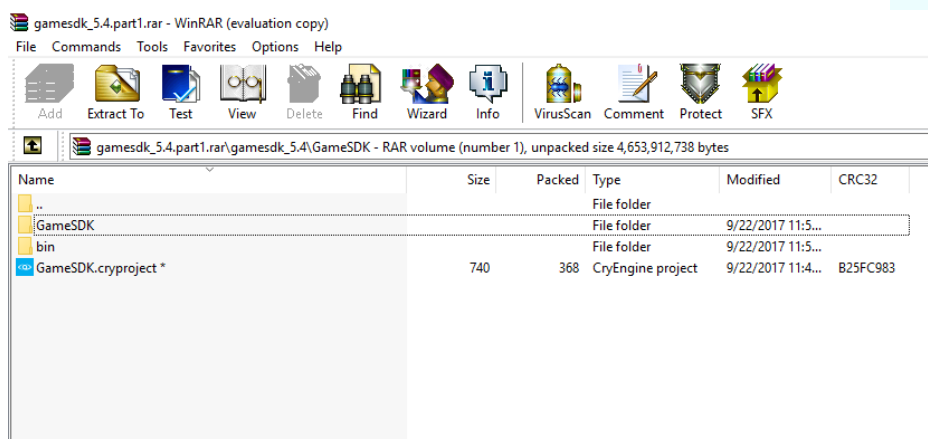 gamesdk_5.4.part1.rar - WinRAR (evaluation copy)
File Commands Tools Favorites Options Help
Add Extract To Test View Delete Find Wizard Info VirusScan Comment Protect SFX
gamesdk_5.4.part1.rar\gamesdk_5.4\GameSDK - RAR volume (number 1), unpacked size 4,653,912,738 bytes
Name Size Packed Type Modified CRC32
.. File folder
GameSDK File folder 9/22/2017 11:5...
bin File folder 9/22/2017 11:5...
GameSDK.cryproject * 740 368 CryEngine project 9/22/2017 11:4... B25FC983